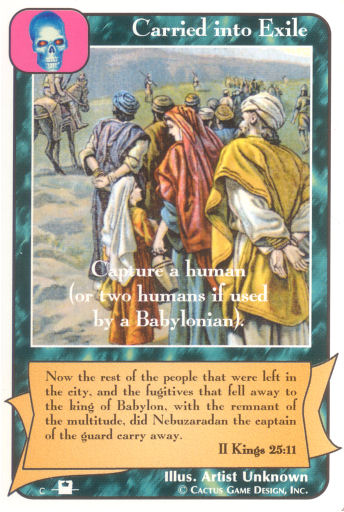 Carried into Exile
Capture a human
(or two humans if used
by a Babylonian).
Now the rest of the people that were left in
the city, and the fugitives that fell away to
the king of Babylon, with the remnant of
the multitude, did Nebuzaradan the captain
of the guard carry away.
II Kings 25:11
Illus. Artist Unknown
C
© Cactus Game Design, Inc.